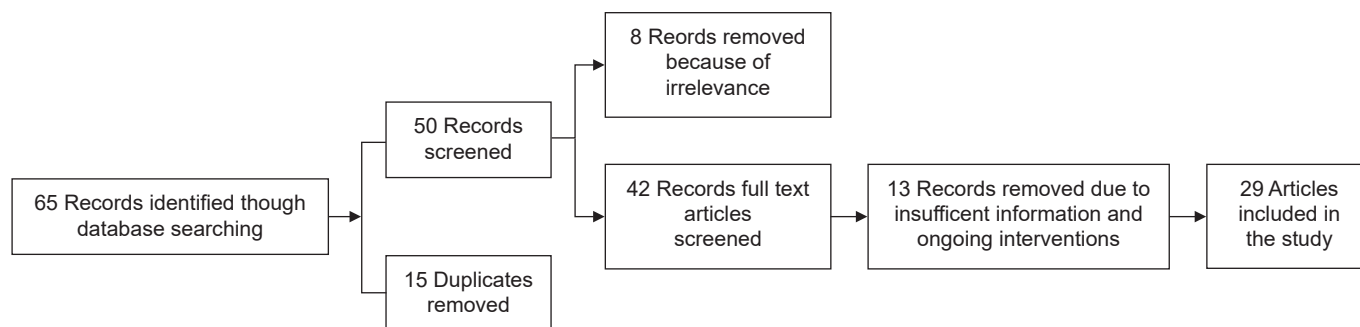 65 Records identified though
database searching
50 Records
screened
15 Duplicates
removed
8 Reords removed
because of
irrelevance
42 Records full text
articles
screened
13 Records removed due to
insufficent information and
ongoing interventions
29 Articles
included in
the study